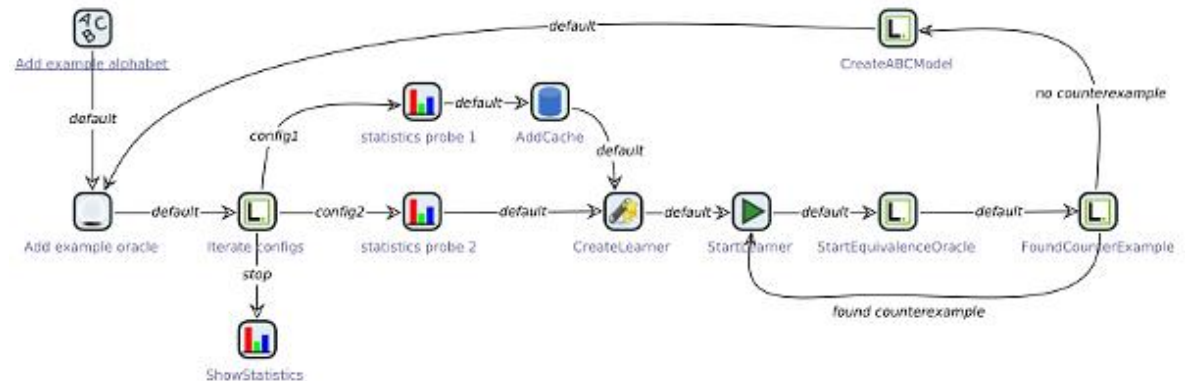 A C
B
default
Add example alphabet
CreateABCModel
default
no counterexample
default
config1
statistics probe 1
AddCache
default
default
config2
default
default
default
default
Add example oracle
Iterate configs
statistics probe 2
CreateLearner
StartLearner
StartEquivalenceOracle
FoundCounterExample
stop
found counterexample
ShowStatistics
L
L
L
L